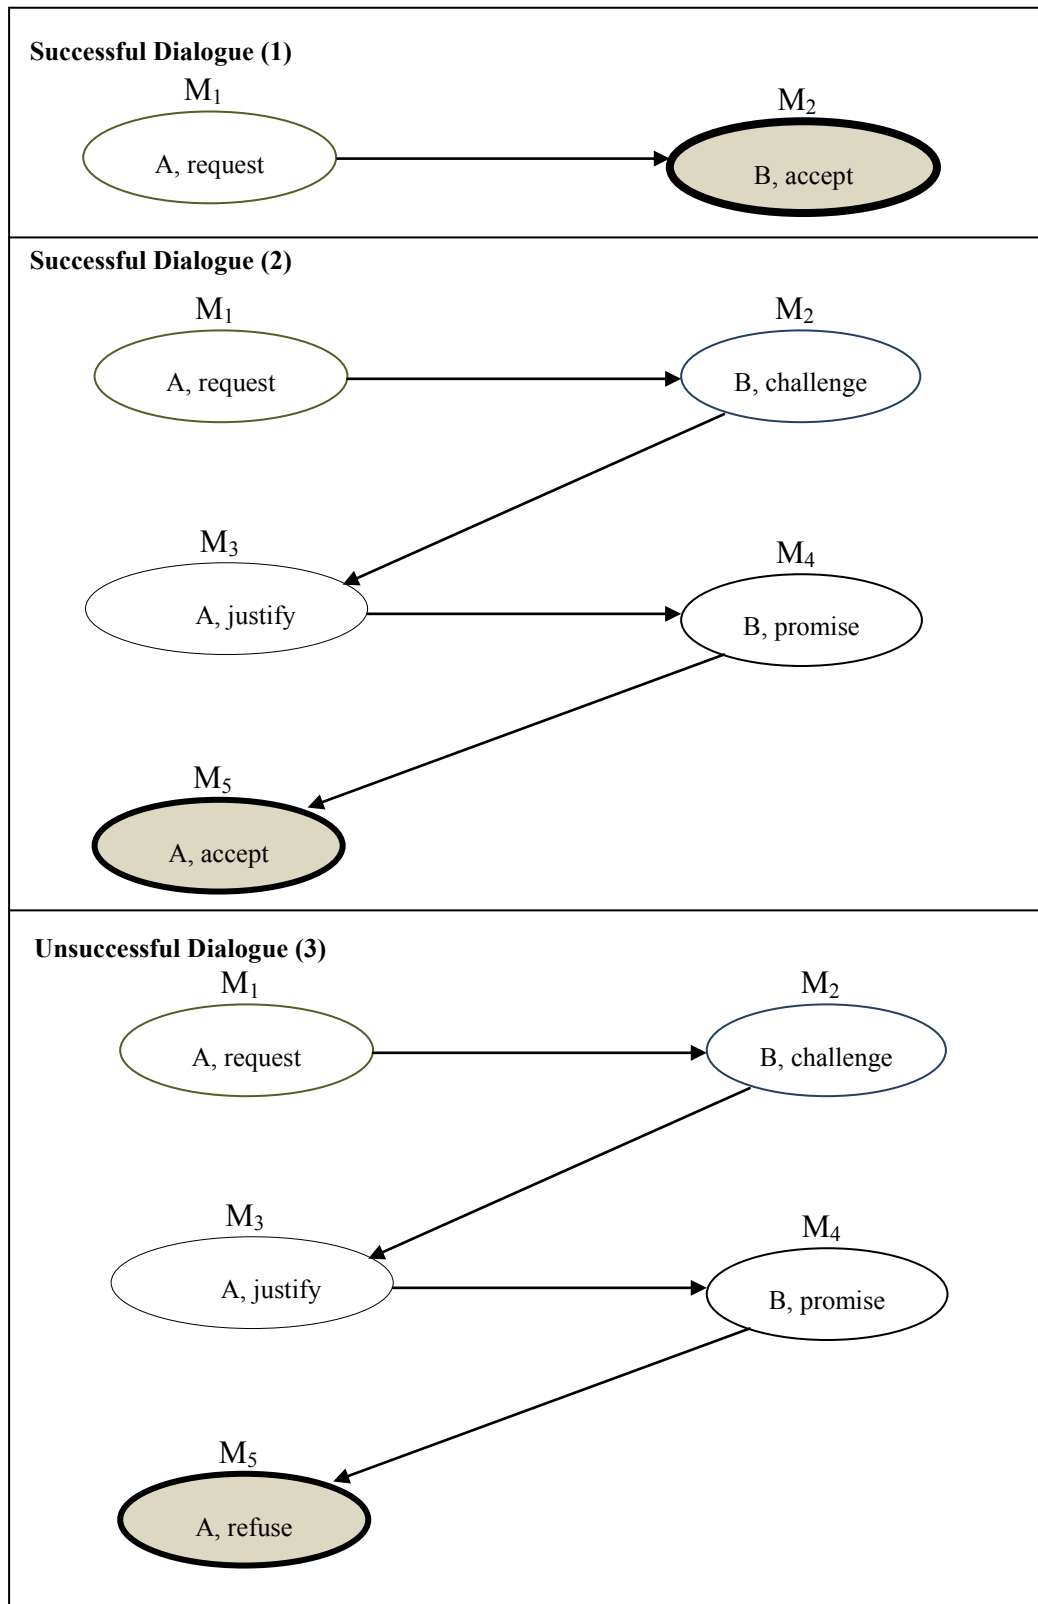 Successful Dialogue (1)
M₁
M₂
A, request
B, accept
Successful Dialogue (2)
M₁
M₂
A, request
B, challenge
M₃
M₄
A, justify
B, promise
M₅
A, accept
Unsuccessful Dialogue (3)
M₁
M₂
A, request
B, challenge
M₃
M₄
A, justify
B, promise
M₅
A, refuse